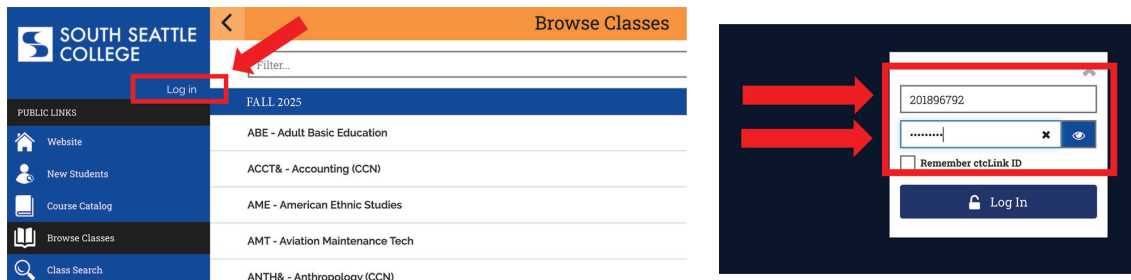 SOUTH SEATTLE
COLLEGE
Log in
PUBLIC LINKS
Website
New Students
Course Catalog
Browse Classes
Class Search
Browse Classes
Filter...
FALL 2025
ABE - Adult Basic Education
ACCT& - Accounting (CCN)
AME - American Ethnic Studies
AMT - Aviation Maintenance Tech
ANTH& - Anthropology (CCN)
201896792
Remember ctcLink ID
Log In